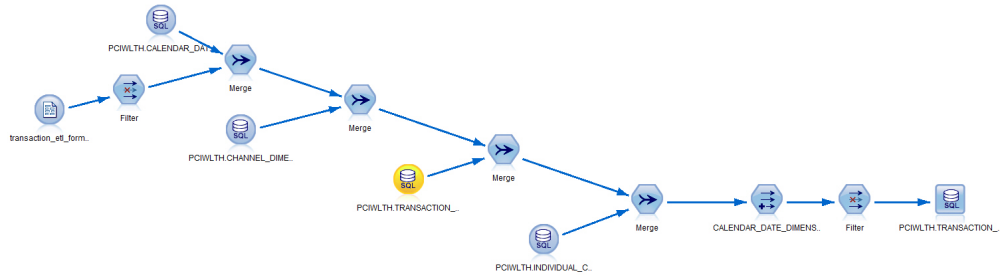 SQL
PCIWLTH.CALENDAR_DAY
Merge
transaction_etl_form..
Filter
SQL
PCIWLTH.CHANNEL_DIME..
Merge
SQL
PCIWLTH.TRANSACTION_..
Merge
SQL
PCIWLTH.INDIVIDUAL_C..
Merge
CALENDAR_DATE_DIMENS..
Filter
SQL
PCIWLTH.TRANSACTION_..